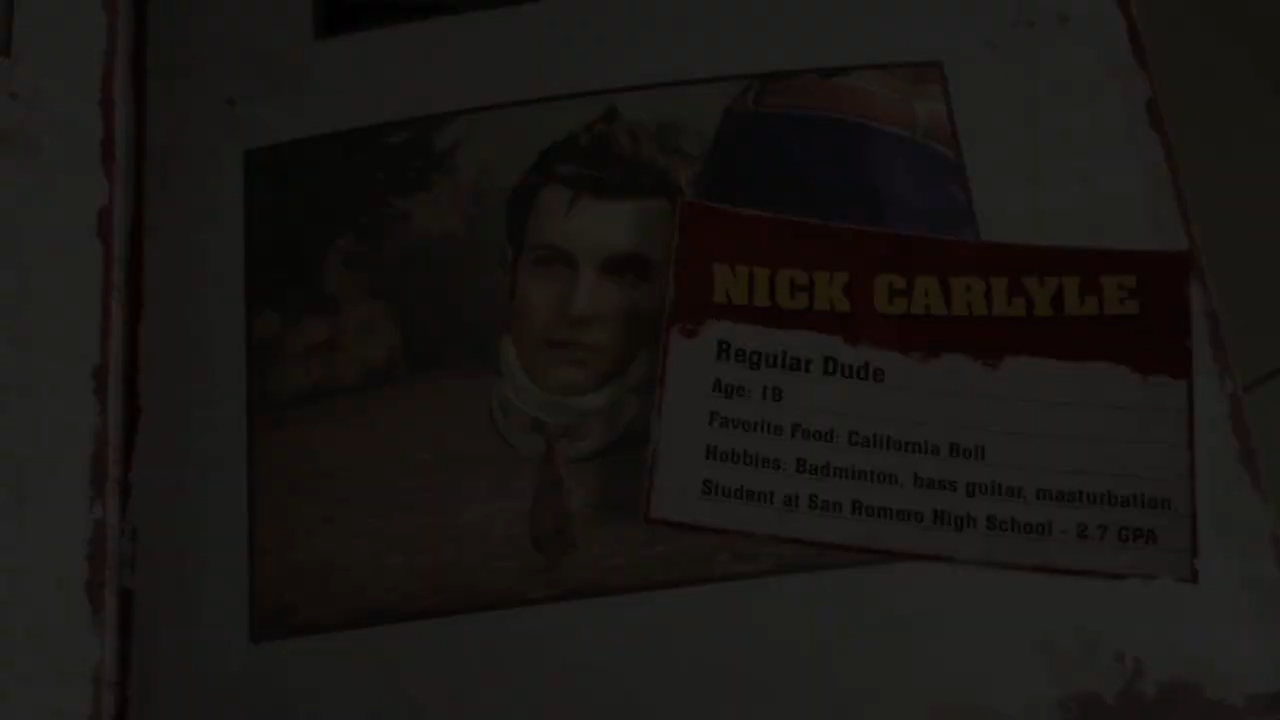 NICK CARLYLE
Regular Dude
Age: 18
Favorite Food: California Roll
Hobbies: Badminton, bass guitar, masturbation,
Student at San Romero High School - 2.7 GPA